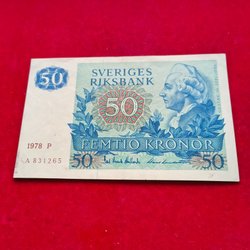 50
SVERIGES
RIKSBANK
50
1978 P
A 831265
FEMTIO KRONOR
50
50